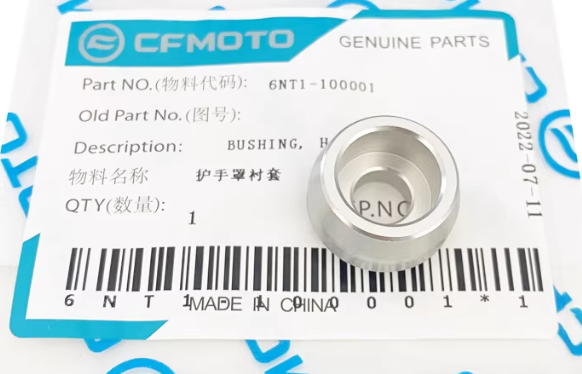 CFMOTO
GENUINE PARTS
Part NO.(物料代码): 6NT1-100001
Old Part No.(图号):
Description: BUSHING, H
物料名称 护手罩衬套
QTY(数量): 1
P.NO
2022-07-11
6NT1-100001*1
MADE IN CHINA